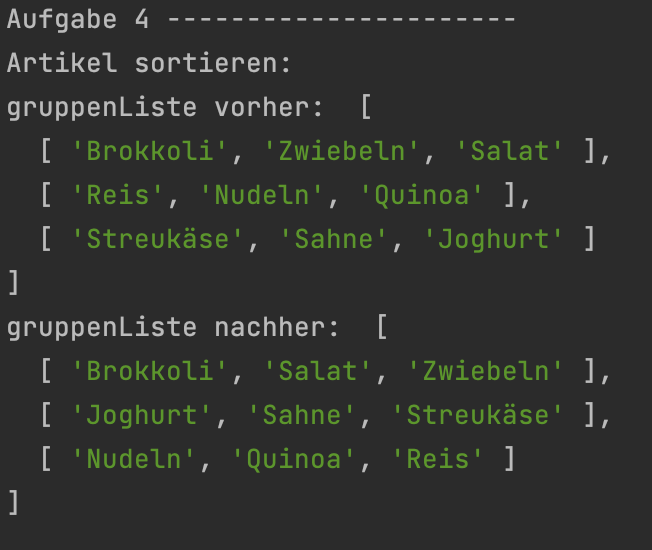 Aufgabe 4 ----------------------
Artikel sortieren:
gruppenListe vorher:  [
  [ 'Brokkoli', 'Zwiebeln', 'Salat' ],
  [ 'Reis', 'Nudeln', 'Quinoa' ],
  [ 'Streukäse', 'Sahne', 'Joghurt' ]
]
gruppenListe nachher:  [
  [ 'Brokkoli', 'Salat', 'Zwiebeln' ],
  [ 'Joghurt', 'Sahne', 'Streukäse' ],
  [ 'Nudeln', 'Quinoa', 'Reis' ]
]